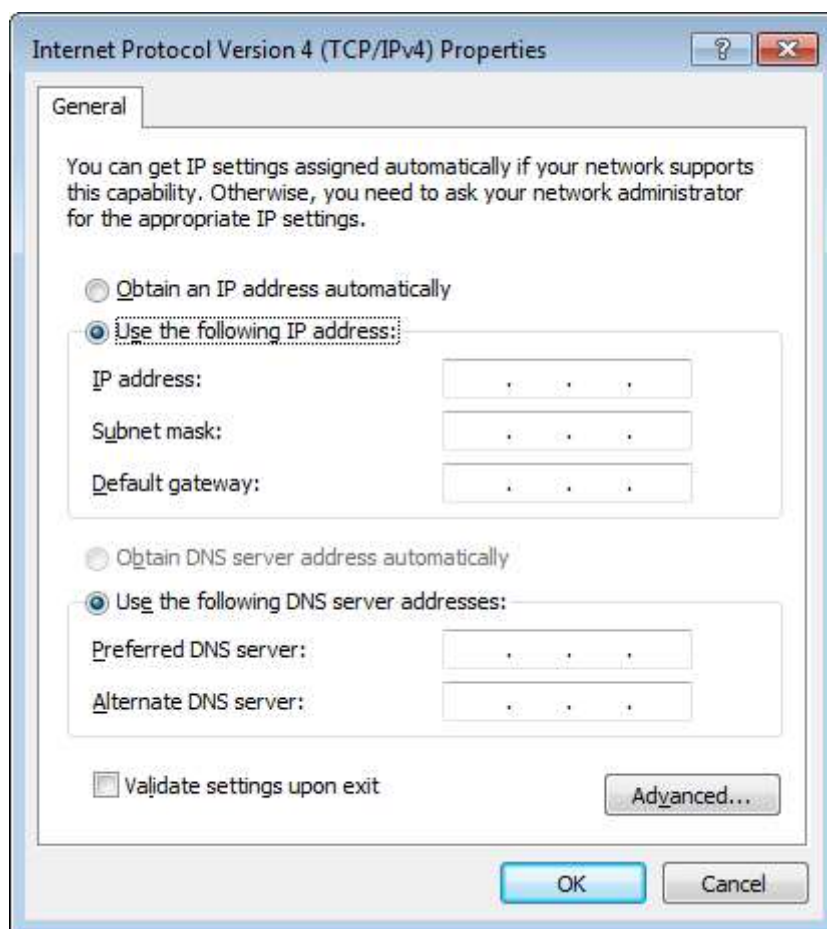 Internet Protocol Version 4 (TCP/IPv4) Properties
General
You can get IP settings assigned automatically if your network supports
this capability. Otherwise, you need to ask your network administrator
for the appropriate IP settings.
Obtain an IP address automatically
Use the following IP address:
IP address: . . .
Subnet mask: . . .
Default gateway: . . .
Obtain DNS server address automatically
Use the following DNS server addresses:
Preferred DNS server: . . .
Alternate DNS server: . . .
Validate settings upon exit
Advanced...
OK Cancel